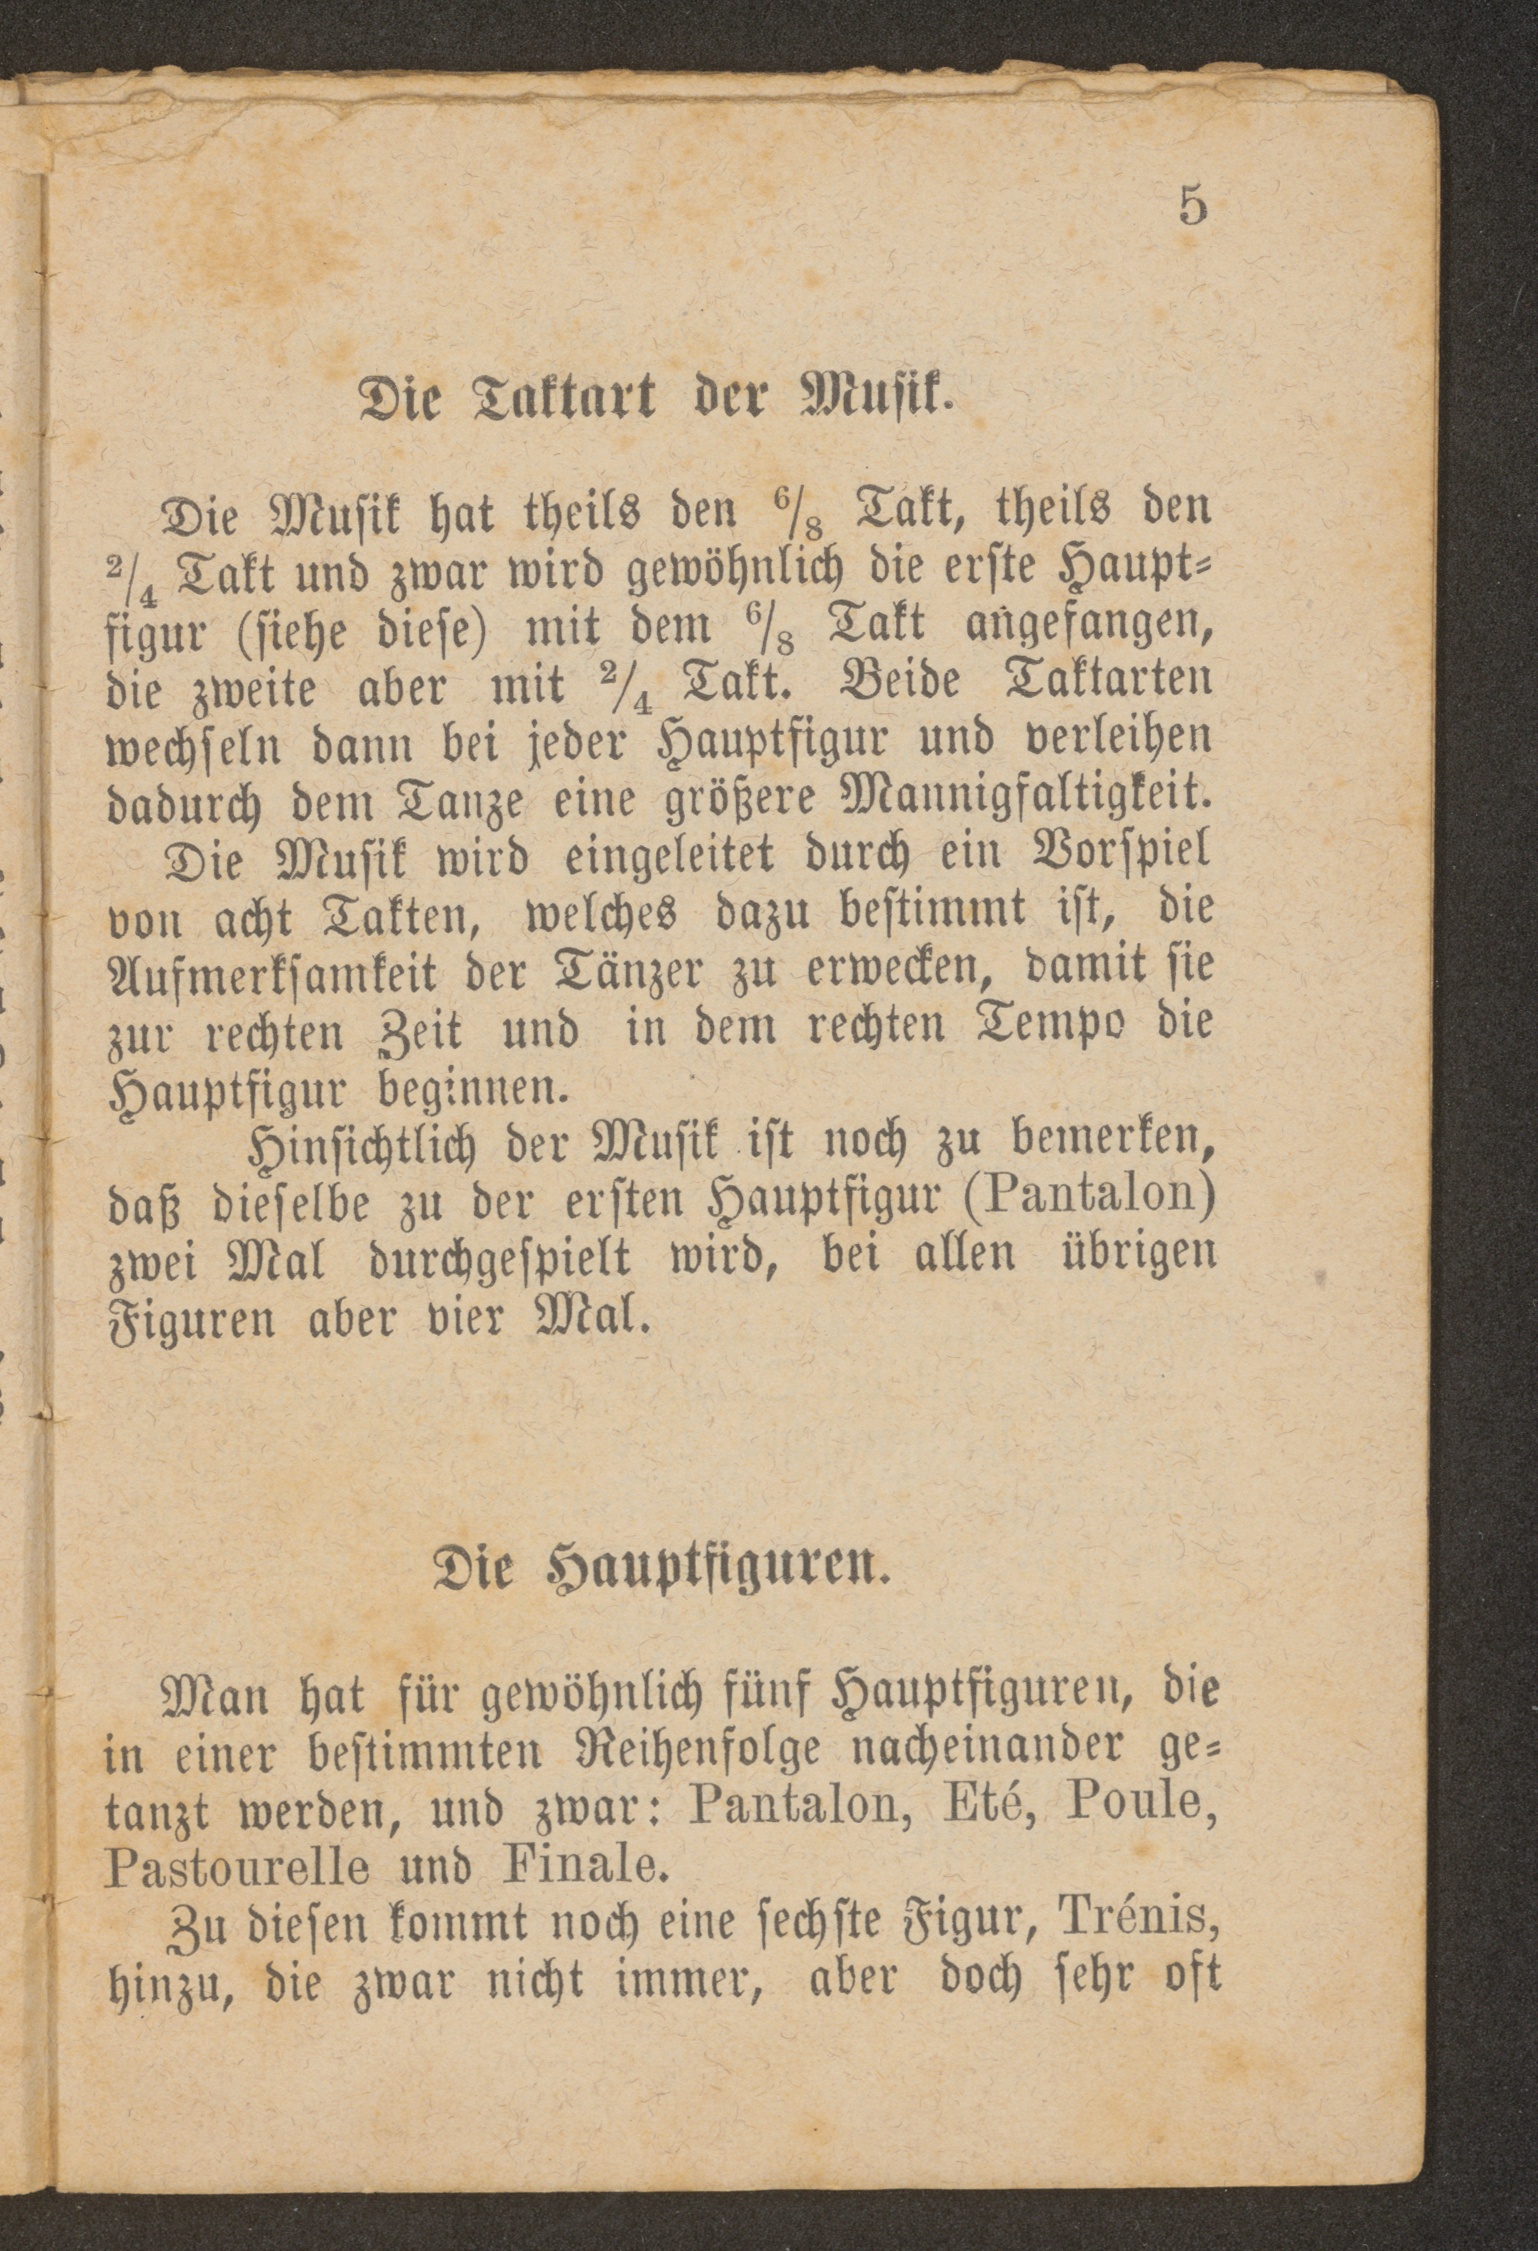 5
Die Taktart der Musik.
Die Musik hat theils den 6/8 Takt, theils den
2/4 Takt und zwar wird gewöhnlich die erste Haupt-
figur (siehe diese) mit dem 6/8 Takt angefangen,
die zweite aber mit 2/4 Takt. Beide Taktarten
wechseln dann bei jeder Hauptfigur und verleihen
dadurch dem Tanze eine größere Mannigfaltigkeit.
Die Musik wird eingeleitet durch ein Vorspiel
von acht Takten, welches dazu bestimmt ist, die
Aufmerksamkeit der Tänzer zu erwecken, damit sie
zur rechten Zeit und in dem rechten Tempo die
Hauptfigur beginnen.
Hinsichtlich der Musik ist noch zu bemerken,
daß dieselbe zu der ersten Hauptfigur (Pantalon)
zwei Mal durchgespielt wird, bei allen übrigen
Figuren aber vier Mal.
Die Hauptfiguren.
Man hat für gewöhnlich fünf Hauptfiguren, die
in einer bestimmten Reihenfolge nacheinander ge-
tanzt werden, und zwar: Pantalon, Eté, Poule,
Pastourelle und Finale.
Zu diesen kommt noch eine sechste Figur, Trénis,
hinzu, die zwar nicht immer, aber doch sehr oft